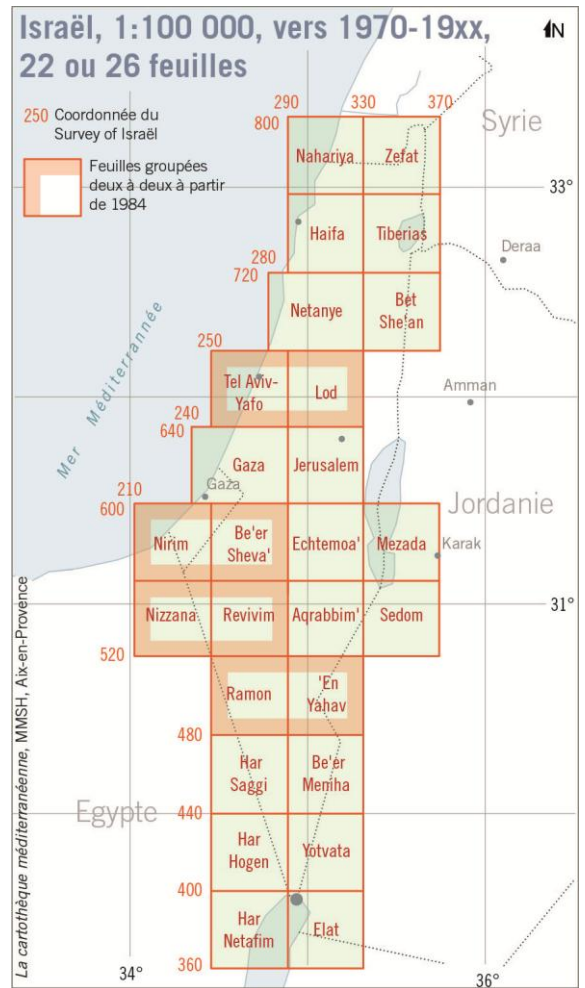 Israël, 1:100 000, vers 1970-19xx,
22 ou 26 feuilles
N
250 Coordonnée du
Survey of Israël
Feuilles groupées
deux à deux à partir
de 1984
290 330 370
800
Syrie
Nahariya Zefat
33°
Haifa Tiberias
Deraa
280
720
Netanye Bet
She'an
Mer Méditerrannée
250
Tel Aviv-
Yafo
Lod
Amman
240
640
Gaza Jerusalem
Gaza
210
600
Jordanie
Nirim Be'er
Sheva'
Echtemoa' Mezada Karak
31°
Nizzana Revivim Aqrabbim' Sedom
520
Ramon 'En
Yahav
480
Har
Saggi
Be'er
Meniha
Egypte
440
Har
Hogen
Yotvata
400
Har
Netafim
Elat
360
34° 36°
La cartothèque méditerranéenne, MMSH, Aix-en-Provence